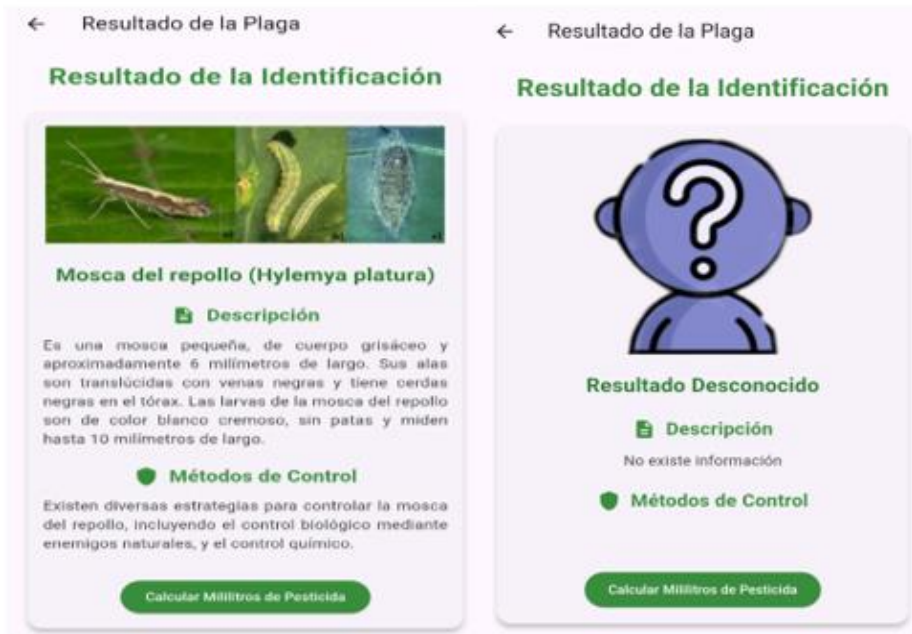 ← Resultado de la Plaga
Resultado de la Identificación
Mosca del repollo (Hylemya platura)
Descripción
Es una mosca pequeña, de cuerpo grisáceo y
aproximadamente 6 milímetros de largo. Sus alas
son translúcidas con venas negras y tiene cerdas
negras en el tórax. Las larvas de la mosca del repollo
son de color blanco cremoso, sin patas y miden
hasta 10 milímetros de largo.
Métodos de Control
Existen diversas estrategias para controlar la mosca
del repollo, incluyendo el control biológico mediante
enemigos naturales, y el control químico.
Calcular Mililitros de Pesticida
← Resultado de la Plaga
Resultado de la Identificación
?
Resultado Desconocido
Descripción
No existe información
Métodos de Control
Calcular Mililitros de Pesticida